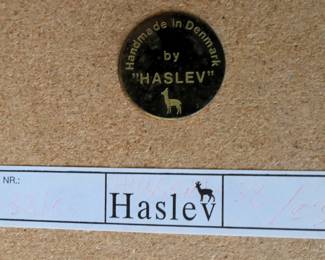 Handmade in Denmark
by
"HASLEV"
NR.:
Haslev